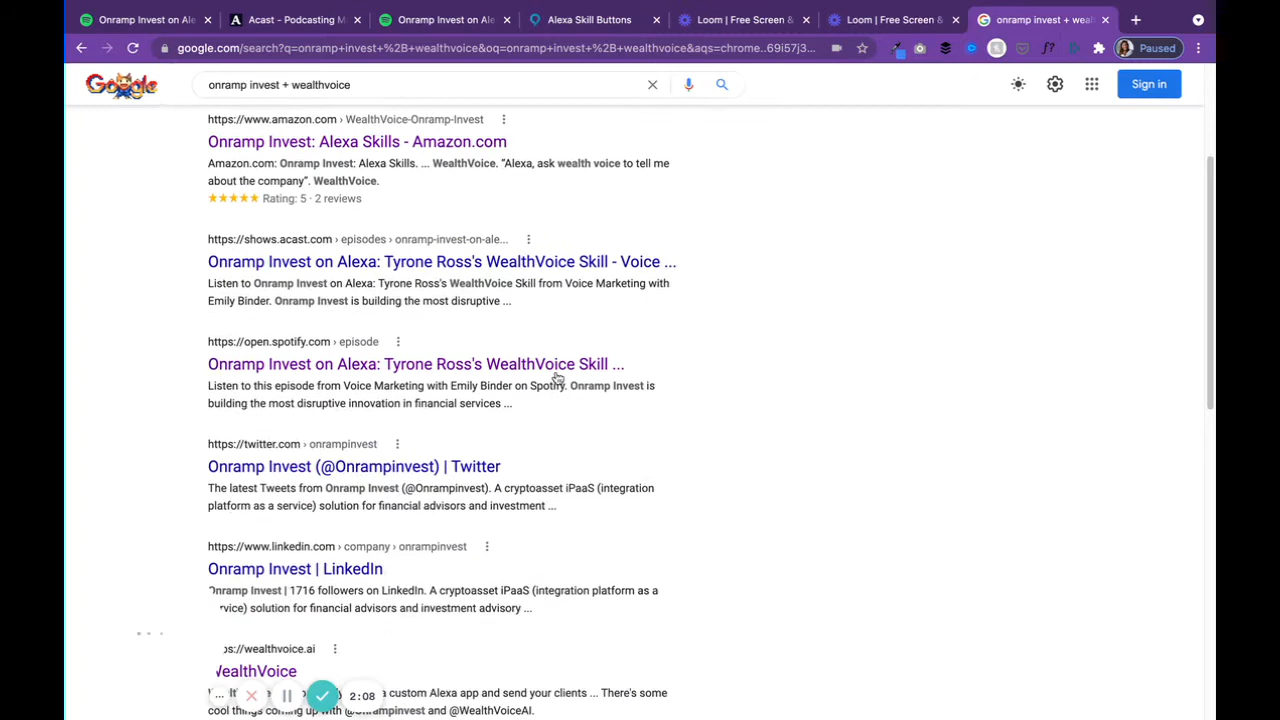 Onramp Invest on Ale
Acast - Podcasting M
Onramp Invest on Ale
Alexa Skill Buttons
Loom | Free Screen &
Loom | Free Screen &
onramp invest + weal
google.com/search?q=onramp+invest+%2B+wealthvoice&oq=onramp+invest+%2B+wealthvoice&aqs=chrome..69i57j3...
f?
Paused
Google
onramp invest + wealthvoice
Sign in
https://www.amazon.com › WealthVoice-Onramp-Invest
Onramp Invest: Alexa Skills - Amazon.com
Amazon.com: Onramp Invest: Alexa Skills. ... WealthVoice. “Alexa, ask wealth voice to tell me
about the company”. WealthVoice.
Rating: 5 · 2 reviews
https://shows.acast.com › episodes › onramp-invest-on-ale...
Onramp Invest on Alexa: Tyrone Ross's WealthVoice Skill - Voice ...
Listen to Onramp Invest on Alexa: Tyrone Ross's WealthVoice Skill from Voice Marketing with
Emily Binder. Onramp Invest is building the most disruptive ...
https://open.spotify.com › episode
Onramp Invest on Alexa: Tyrone Ross's WealthVoice Skill ...
Listen to this episode from Voice Marketing with Emily Binder on Spotify. Onramp Invest is
building the most disruptive innovation in financial services ...
https://twitter.com › onrampinvest
Onramp Invest (@Onrampinvest) | Twitter
The latest Tweets from Onramp Invest (@Onrampinvest). A cryptoasset iPaaS (integration
platform as a service) solution for financial advisors and investment ...
https://www.linkedin.com › company › onrampinvest
Onramp Invest | LinkedIn
Onramp Invest | 1716 followers on LinkedIn. A cryptoasset iPaaS (integration platform as a
rvice) solution for financial advisors and investment advisory ...
ps://wealthvoice.ai
WealthVoice
a custom Alexa app and send your clients ... There's some
2:08
cool things coming up with @Onrampinvest and @WealthVoiceAI.